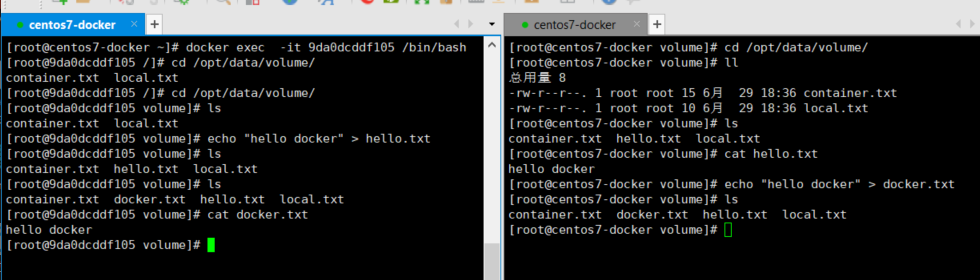 centos7-docker
[root@centos7-docker ~]# docker exec  -it 9da0dcddf105 /bin/bash
[root@9da0dcddf105 /]# cd /opt/data/volume/
container.txt  local.txt
[root@9da0dcddf105 /]# cd /opt/data/volume/
[root@9da0dcddf105 volume]# ls
container.txt  local.txt
[root@9da0dcddf105 volume]# echo "hello docker" > hello.txt
[root@9da0dcddf105 volume]# ls
container.txt  hello.txt  local.txt
[root@9da0dcddf105 volume]# ls
container.txt  docker.txt  hello.txt  local.txt
[root@9da0dcddf105 volume]# cat docker.txt
hello docker
[root@9da0dcddf105 volume]#
centos7-docker
[root@centos7-docker volume]# cd /opt/data/volume/
[root@centos7-docker volume]# ll
总用量 8
-rw-r--r--. 1 root root 15 6月  29 18:36 container.txt
-rw-r--r--. 1 root root 10 6月  29 18:36 local.txt
[root@centos7-docker volume]# ls
container.txt  hello.txt  local.txt
[root@centos7-docker volume]# cat hello.txt
hello docker
[root@centos7-docker volume]# echo "hello docker" > docker.txt
[root@centos7-docker volume]# ls
container.txt  docker.txt  hello.txt  local.txt
[root@centos7-docker volume]#